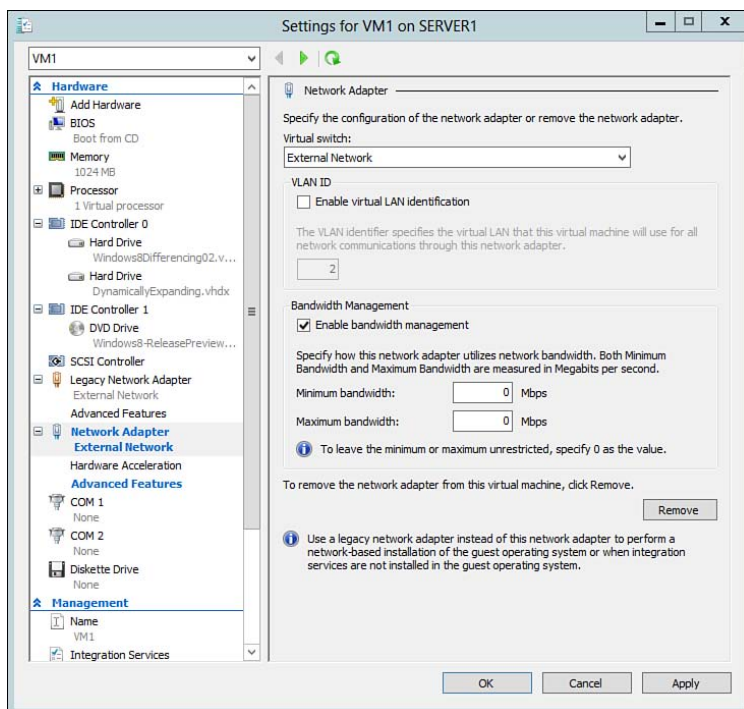 Settings for VM1 on SERVER1
VM1
Hardware
Add Hardware
BIOS
Boot from CD
Memory
1024 MB
Processor
1 Virtual processor
IDE Controller 0
Hard Drive
Windows8Differencing02.v...
Hard Drive
DynamicallyExpanding.vhdx
IDE Controller 1
DVD Drive
Windows8-ReleasePreview...
SCSI Controller
Legacy Network Adapter
External Network
Advanced Features
Network Adapter
External Network
Hardware Acceleration
Advanced Features
COM 1
None
COM 2
None
Diskette Drive
None
Management
Name
VM1
Integration Services
Network Adapter
Specify the configuration of the network adapter or remove the network adapter.
Virtual switch:
External Network
VLAN ID
Enable virtual LAN identification
The VLAN identifier specifies the virtual LAN that this virtual machine will use for all
network communications through this network adapter.
2
Bandwidth Management
Enable bandwidth management
Specify how this network adapter utilizes network bandwidth. Both Minimum
Bandwidth and Maximum Bandwidth are measured in Megabits per second.
Minimum bandwidth: 0 Mbps
Maximum bandwidth: 0 Mbps
To leave the minimum or maximum unrestricted, specify 0 as the value.
To remove the network adapter from this virtual machine, click Remove.
Remove
Use a legacy network adapter instead of this network adapter to perform a
network-based installation of the guest operating system or when integration
services are not installed in the guest operating system.
OK Cancel Apply